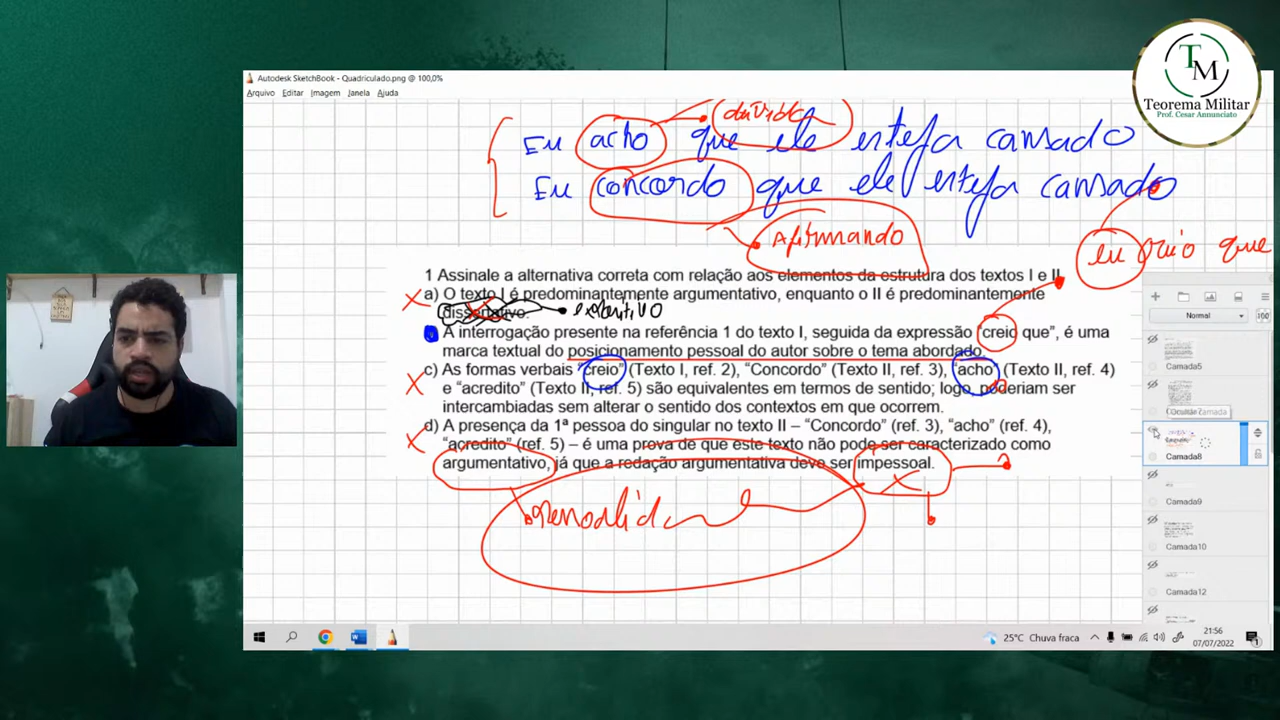 Autodesk SketchBook - Quadriculado.png @ 100,0%
Arquivo Editar Imagem Janela Ajuda
TM
Teorema Militar
Prof. Cesar Annunciato
dúvida
Eu acho que ele esteja cansado
Eu concordo que ele esteja cansado
Afirmando
eu creio que
1 Assinale a alternativa correta com relação aos elementos da estrutura dos textos I e II.
a) O texto I é predominantemente argumentativo, enquanto o II é predominantemente
dissertativo.
A interrogação presente na referência 1 do texto I, seguida da expressão “creio que”, é uma
marca textual do posicionamento pessoal do autor sobre o tema abordado.
c) As formas verbais “creio” (Texto I, ref. 2), “Concordo” (Texto II, ref. 3), “acho” (Texto II, ref. 4)
e “acredito” (Texto II, ref. 5) são equivalentes em termos de sentido; logo, poderiam ser
intercambiadas sem alterar o sentido dos contextos em que ocorrem.
d) A presença da 1ª pessoa do singular no texto II – “Concordo” (ref. 3), “acho” (ref. 4),
“acredito” (ref. 5) – é uma prova de que este texto não pode ser caracterizado como
argumentativo, já que a redação argumentativa deve ser impessoal.
Normal
100
Camada5
Camada8
Camada9
Camada10
Camada12
25°C Chuva fraca
21:56
07/07/2022